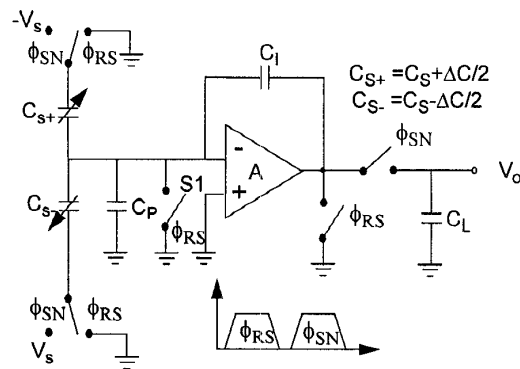 -Vs
ϕSN ϕRS
CS+
CI
CS+ =CS+ΔC/2
CS- =CS-ΔC/2
ϕSN
Vo
-
A
+
S1
ϕRS
CS-
CP
ϕRS
CL
ϕSN ϕRS
Vs
ϕRS ϕSN